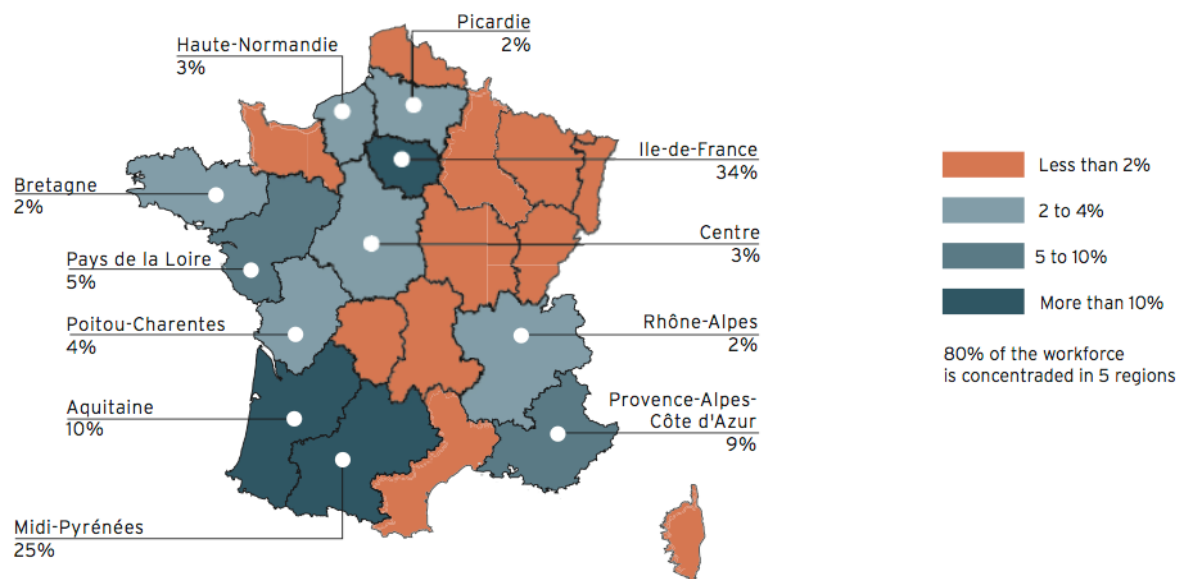 Picardie
2%
Haute-Normandie
3%
Ile-de-France
34%
Bretagne
2%
Centre
3%
Pays de la Loire
5%
Poitou-Charentes
4%
Rhône-Alpes
2%
Aquitaine
10%
Provence-Alpes-
Côte d'Azur
9%
Midi-Pyrénées
25%
Less than 2%
2 to 4%
5 to 10%
More than 10%
80% of the workforce
is concentraded in 5 regions